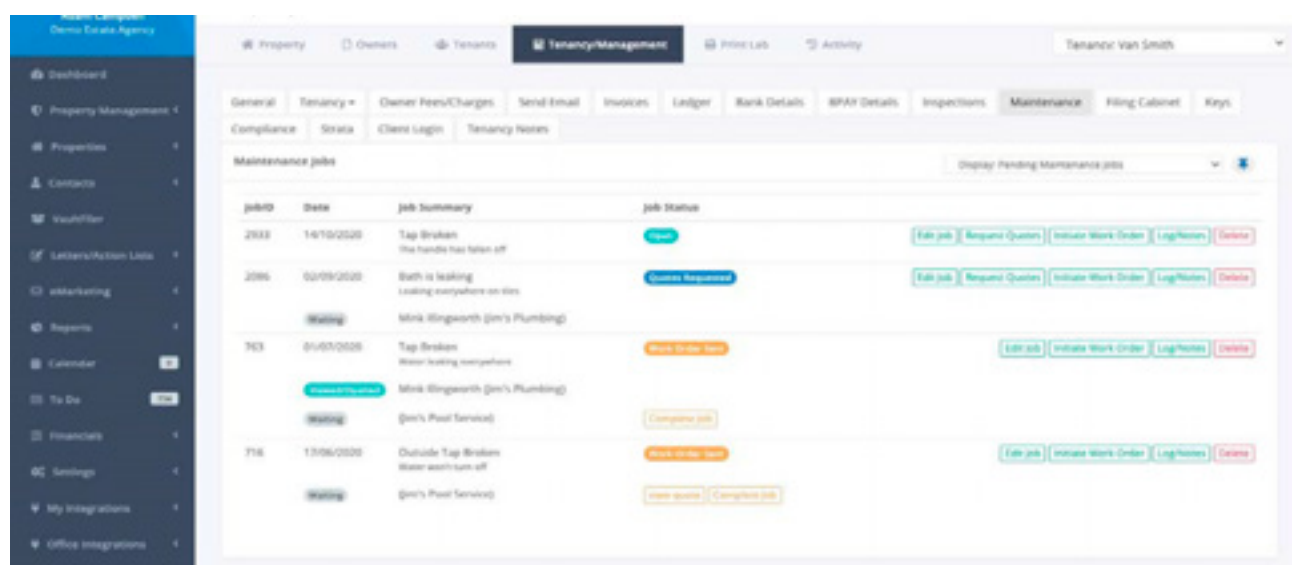 Demo Estate Agency
Property Owners Tenants Tenancy/Management Print Lab Activity Tenancy: Van Smith
Dashboard
Property Management
Properties
Contacts
VaultFiler
Letters/Action Lists
eMarketing
Reports
Calendar
To Do
Financials
Settings
My Integrations
Office Integrations
General Tenancy Owner Fees/Charges Send Email Invoices Ledger Bank Details BPAY Details Inspections Maintenance Filing Cabinet Keys
Compliance Strata Client Login Tenancy Notes
Maintenance Jobs Display: Pending Maintenance Jobs
JobID Date Job Summary Job Status
2933 14/10/2020 Tap Broken Open Edit Job Request Quotes Initiate Work Order Log/Notes Delete
The handle has fallen off
2086 02/09/2020 Bath is leaking Quotes Requested Edit Job Request Quotes Initiate Work Order Log/Notes Delete
Leaking everywhere on tiles
Waiting Mink Illingworth (Jim's Plumbing)
763 01/07/2020 Tap Broken Work Order Sent Edit Job Initiate Work Order Log/Notes Delete
Water leaking everywhere
Mink Illingworth (Jim's Plumbing)
Waiting (Jim's Pool Service) Complete Job
716 17/06/2020 Outside Tap Broken Work Order Sent Edit Job Initiate Work Order Log/Notes Delete
Water won't turn off
Waiting (Jim's Pool Service) view quote Complete Job